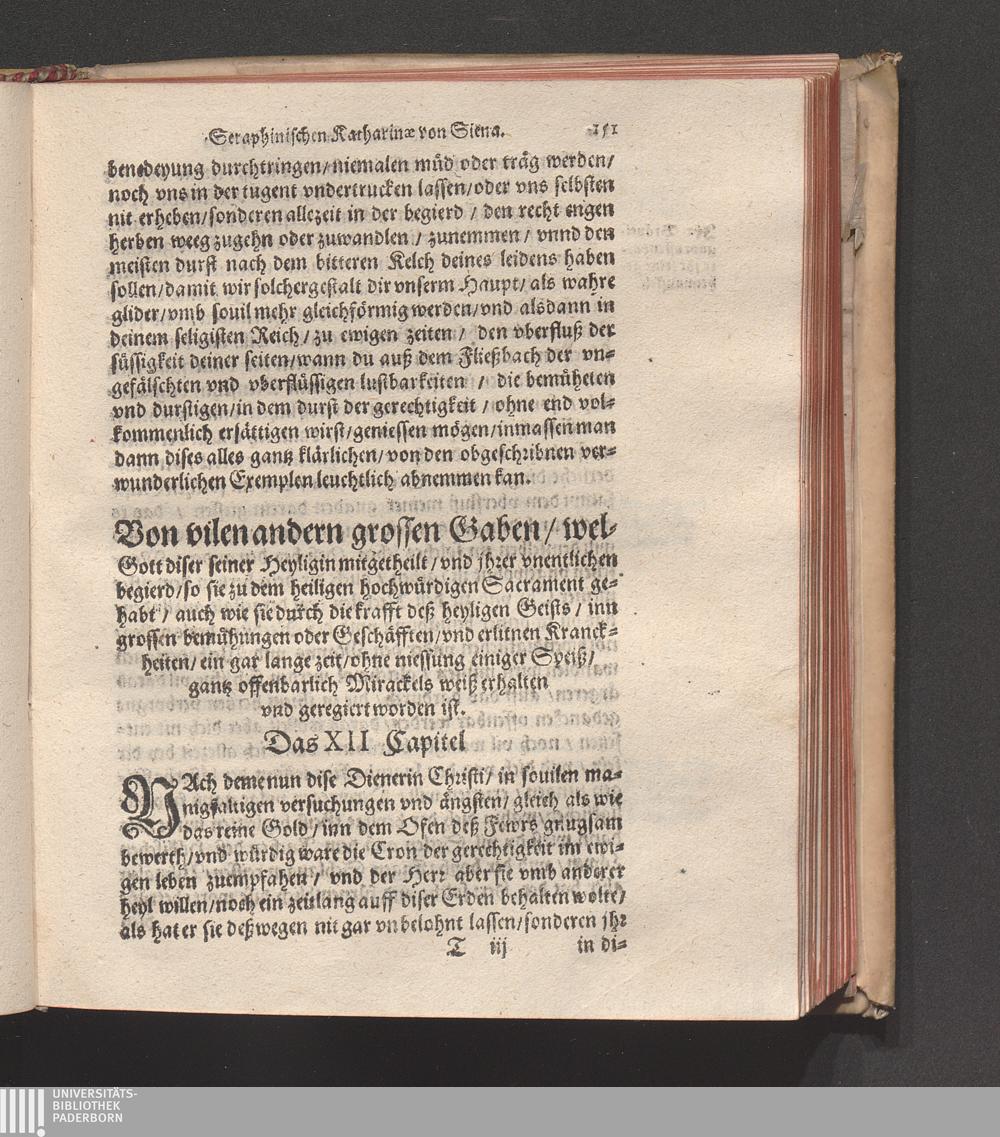 Seraphinischen Katharinæ von Siena. 151
benedeyung durchtringen/niemalen müd oder träg werden/
noch vns in der tugent vndertrucken lassen/oder vns selbsten
nit erheben/sonderen allezeit in der begierd / den recht engen
herben weeg zugehn oder zuwandlen / zunemmen / vnnd den
meisten durst nach dem bitteren Kelch deines leidens haben
sollen/damit wir solchergestalt dir vnserm Haupt/ als wahre
glider/vmb souil mehr gleichförmig werden/vnd alsdann in
deinem seligisten Reich/ zu ewigen zeiten / den vberfluß der
süssigkeit deiner seiten/wann du auß dem Fließbach der vn-
gefälschten vnd vberflüssigen lustbarkeiten / die bemüheten
vnd durstigen/in dem durst der gerechtigkeit / ohne end vol-
kommenlich ersättigen wirst/geniessen mögen/inmassen man
dann dises alles gantz klärlichen/von den obgeschribnen ver-
wunderlichen Exemplen leuchtlich abnemmen kan.
Von vilen andern grossen Gaben/ wel-
Gott diser seiner Heyligin mitgetheilt/vnd jhrer vnentlichen
begierd/so sie zu dem heiligen hochwürdigen Sacrament ge-
habt / auch wie sie durch die krafft deß heyligen Geists / inn
grossen bemühungen oder Geschäfften/vnd erlitnen Kranck-
heiten/ein gar lange zeit/ohne niessung einiger Speiß/
gantz offenbarlich Mirackels weiß erhalten
vnd geregiert worden ist.
Das XII Capitel
NAch deme nun dise Dienerin Christi/ in souilen ma-
nigfaltigen versuchungen vnd ängsten/ gleich als wie
das reine Gold/inn dem Ofen deß Fewrs gnugsam
bewerth/vnd würdig ware die Cron der gerechtigkeit im ewi-
gen leben zuempfahen/ vnd der Herr aber sie vmb anderer
heyl willen/noch ein zeitlang auff diser Erden behalten wolte/
als hat er sie deßwegen nit gar vnbelohnt lassen/sonderen jhr
T iij in di-
UNIVERSITÄTS-
BIBLIOTHEK
PADERBORN